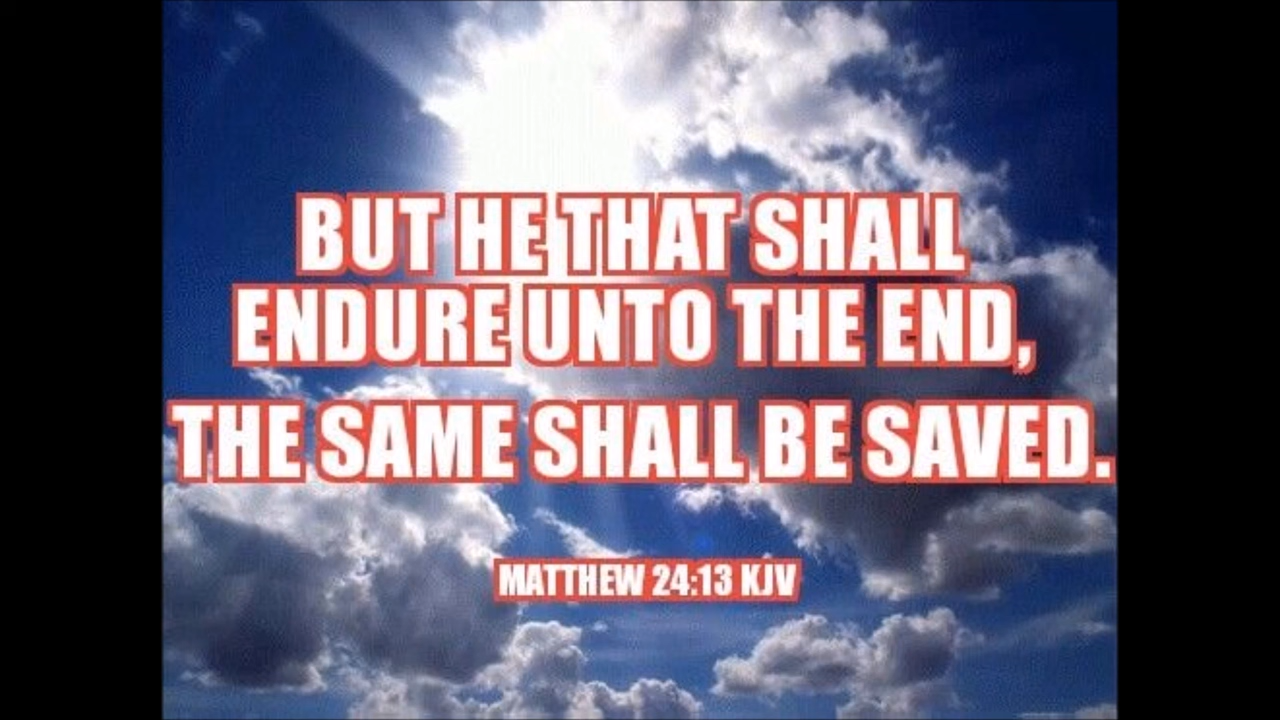 BUT HE THAT SHALL
ENDURE UNTO THE END,
THE SAME SHALL BE SAVED.
MATTHEW 24:13 KJV